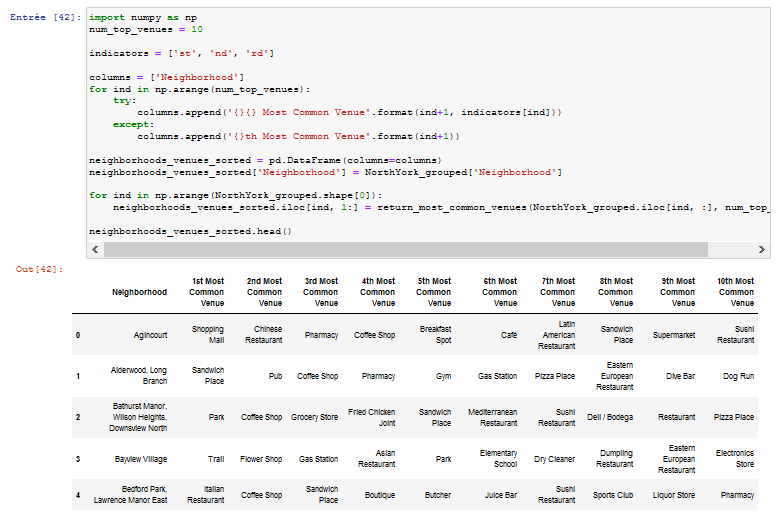 Entrée [42]: import numpy as np
num_top_venues = 10
indicators = ['st', 'nd', 'rd']
columns = ['Neighborhood']
for ind in np.arange(num_top_venues):
try:
columns.append('{}{} Most Common Venue'.format(ind+1, indicators[ind]))
except:
columns.append('{}th Most Common Venue'.format(ind+1))
neighborhoods_venues_sorted = pd.DataFrame(columns=columns)
neighborhoods_venues_sorted['Neighborhood'] = NorthYork_grouped['Neighborhood']
for ind in np.arange(NorthYork_grouped.shape[0]):
neighborhoods_venues_sorted.iloc[ind, 1:] = return_most_common_venues(NorthYork_grouped.iloc[ind, :], num_top_
neighborhoods_venues_sorted.head()
Out[42]:
1st Most 2nd Most 3rd Most 4th Most 5th Most 6th Most 7th Most 8th Most 9th Most 10th Most
Neighborhood Common Common Common Common Common Common Common Common Common Common
Venue Venue Venue Venue Venue Venue Venue Venue Venue Venue
0 Agincourt Shopping Mall Chinese Restaurant Pharmacy Coffee Shop Breakfast Spot Café Latin American Restaurant Sandwich Place Supermarket Sushi Restaurant
1 Alderwood, Long Branch Sandwich Place Pub Coffee Shop Pharmacy Gym Gas Station Pizza Place Eastern European Restaurant Dive Bar Dog Run
2 Bathurst Manor, Wilson Heights, Downsview North Park Coffee Shop Grocery Store Fried Chicken Joint Sandwich Place Mediterranean Restaurant Sushi Restaurant Deli / Bodega Restaurant Pizza Place
3 Bayview Village Trail Flower Shop Gas Station Asian Restaurant Park Elementary School Dry Cleaner Dumpling Restaurant Eastern European Restaurant Electronics Store
4 Bedford Park, Lawrence Manor East Italian Restaurant Coffee Shop Sandwich Place Boutique Butcher Juice Bar Sushi Restaurant Sports Club Liquor Store Pharmacy